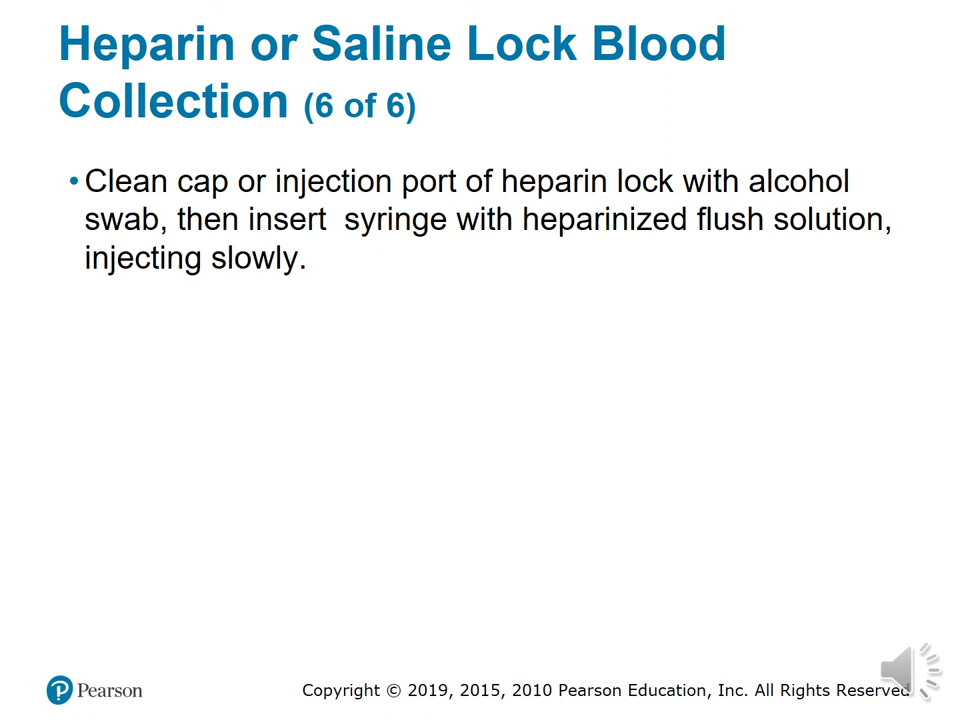 Heparin or Saline Lock Blood
Collection (6 of 6)
• Clean cap or injection port of heparin lock with alcohol
swab, then insert  syringe with heparinized flush solution,
injecting slowly.
Pearson
Copyright © 2019, 2015, 2010 Pearson Education, Inc. All Rights Reserved